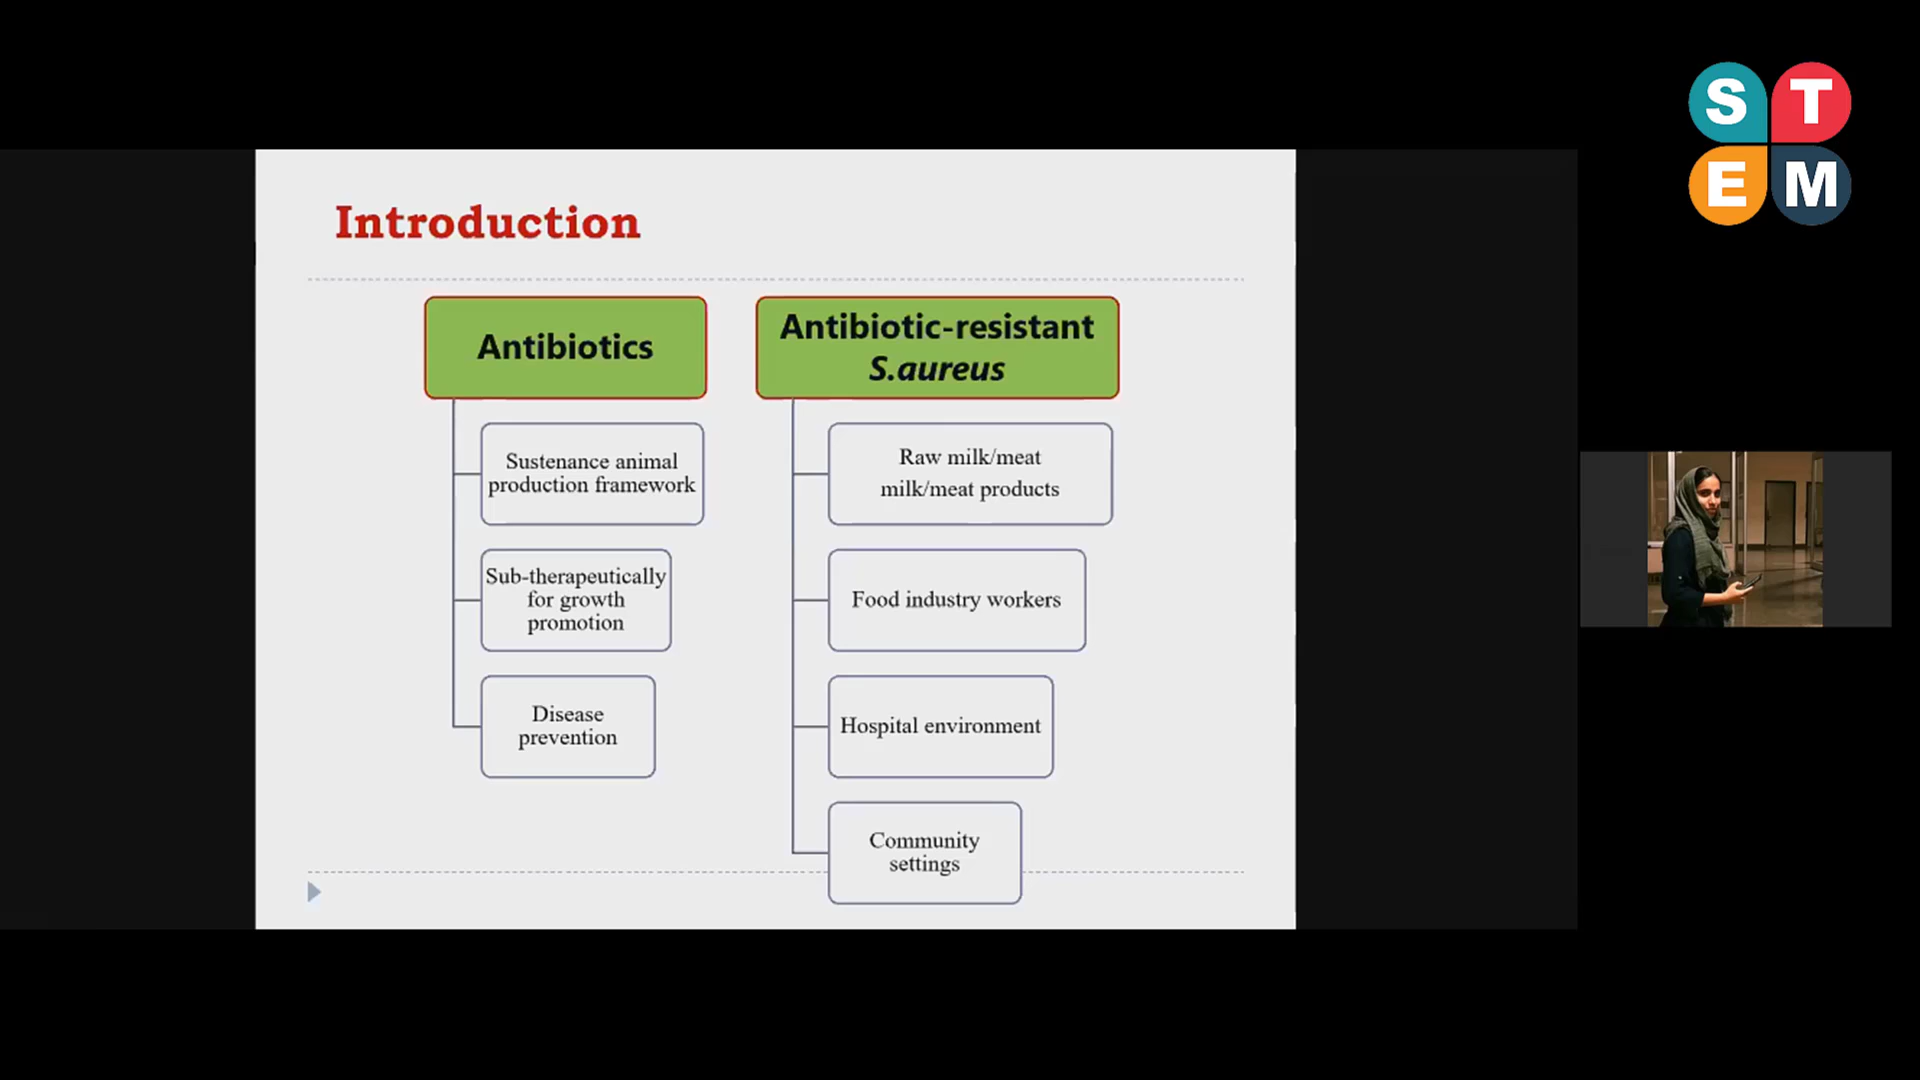 Introduction
Antibiotics
Sustenance animal
production framework
Sub-therapeutically
for growth
promotion
Disease
prevention
Antibiotic-resistant
S.aureus
Raw milk/meat
milk/meat products
Food industry workers
Hospital environment
Community
settings
S T
E M